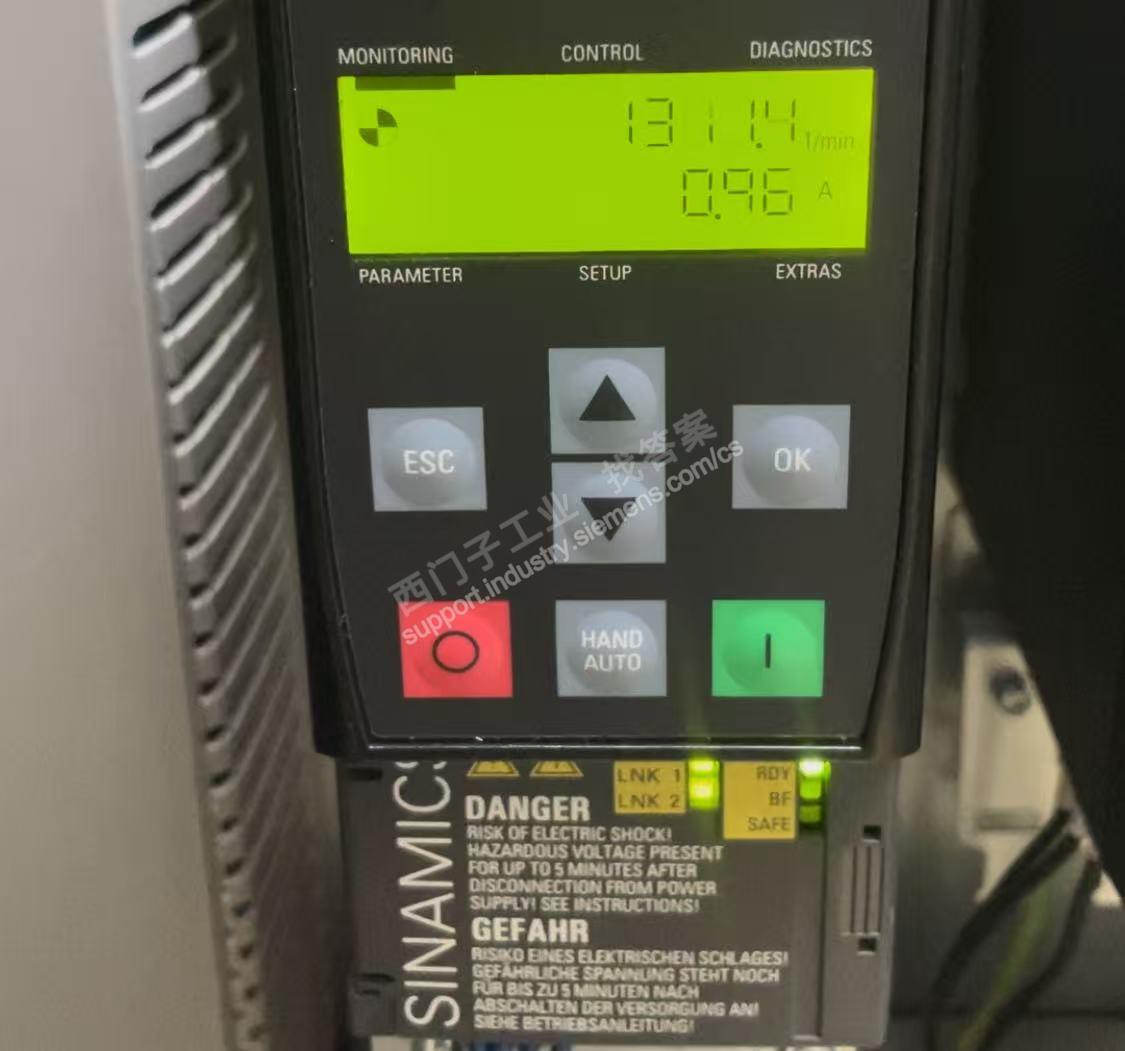 MONITORING CONTROL DIAGNOSTICS
1311.4 1/min
0.96 A
PARAMETER SETUP EXTRAS
ESC OK
西门子工业 找答案
support.industry.siemens.com/cs
HAND
AUTO
LNK 1
LNK 2
RDY
BF
SAFE
SINAMICS
DANGER
RISK OF ELECTRIC SHOCK!
HAZARDOUS VOLTAGE PRESENT
FOR UP TO 5 MINUTES AFTER
DISCONNECTION FROM POWER
SUPPLY! SEE INSTRUCTIONS!
GEFAHR
RISIKO EINES ELEKTRISCHEN SCHLAGES!
GEFÄHRLICHE SPANNUNG STEHT NOCH
FÜR BIS ZU 5 MINUTEN NACH
ABSCHALTEN DER VERSORGUNG AN!
SIEHE BETRIEBSANLEITUNG!